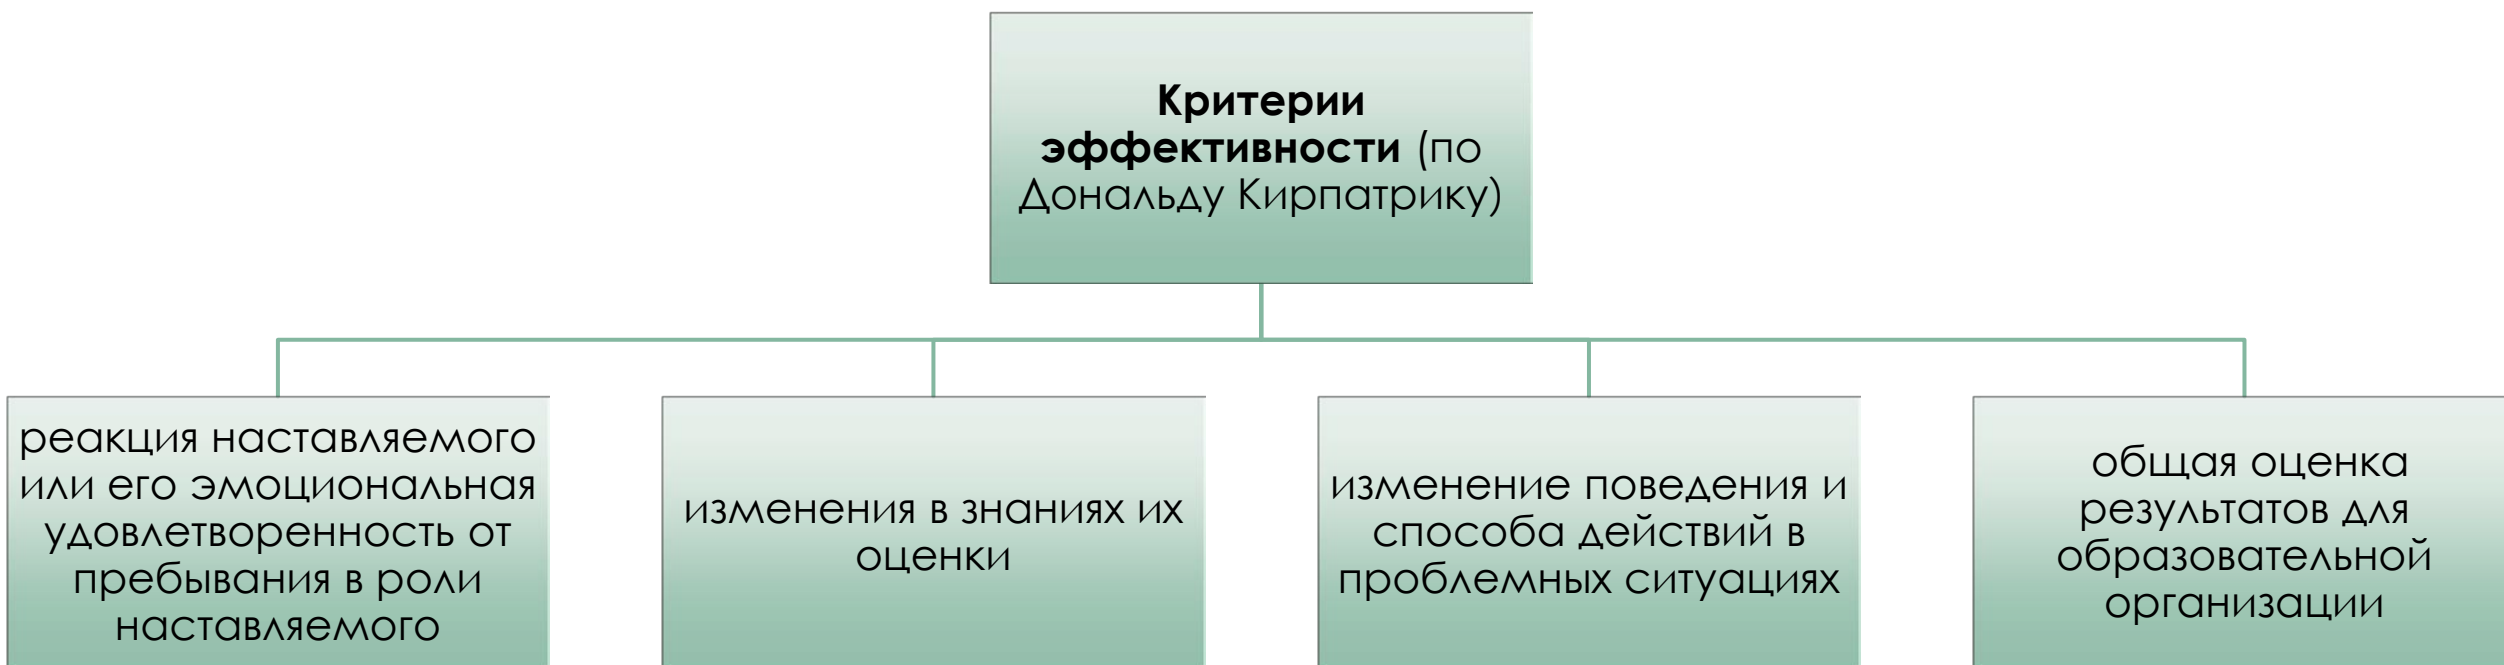 Критерии
эффективности (по
Дональду Кирпатрику)
реакция наставляемого
или его эмоциональная
удовлетворенность от
пребывания в роли
наставляемого
изменения в знаниях их
оценки
изменение поведения и
способа действий в
проблемных ситуациях
общая оценка
результатов для
образовательной
организации